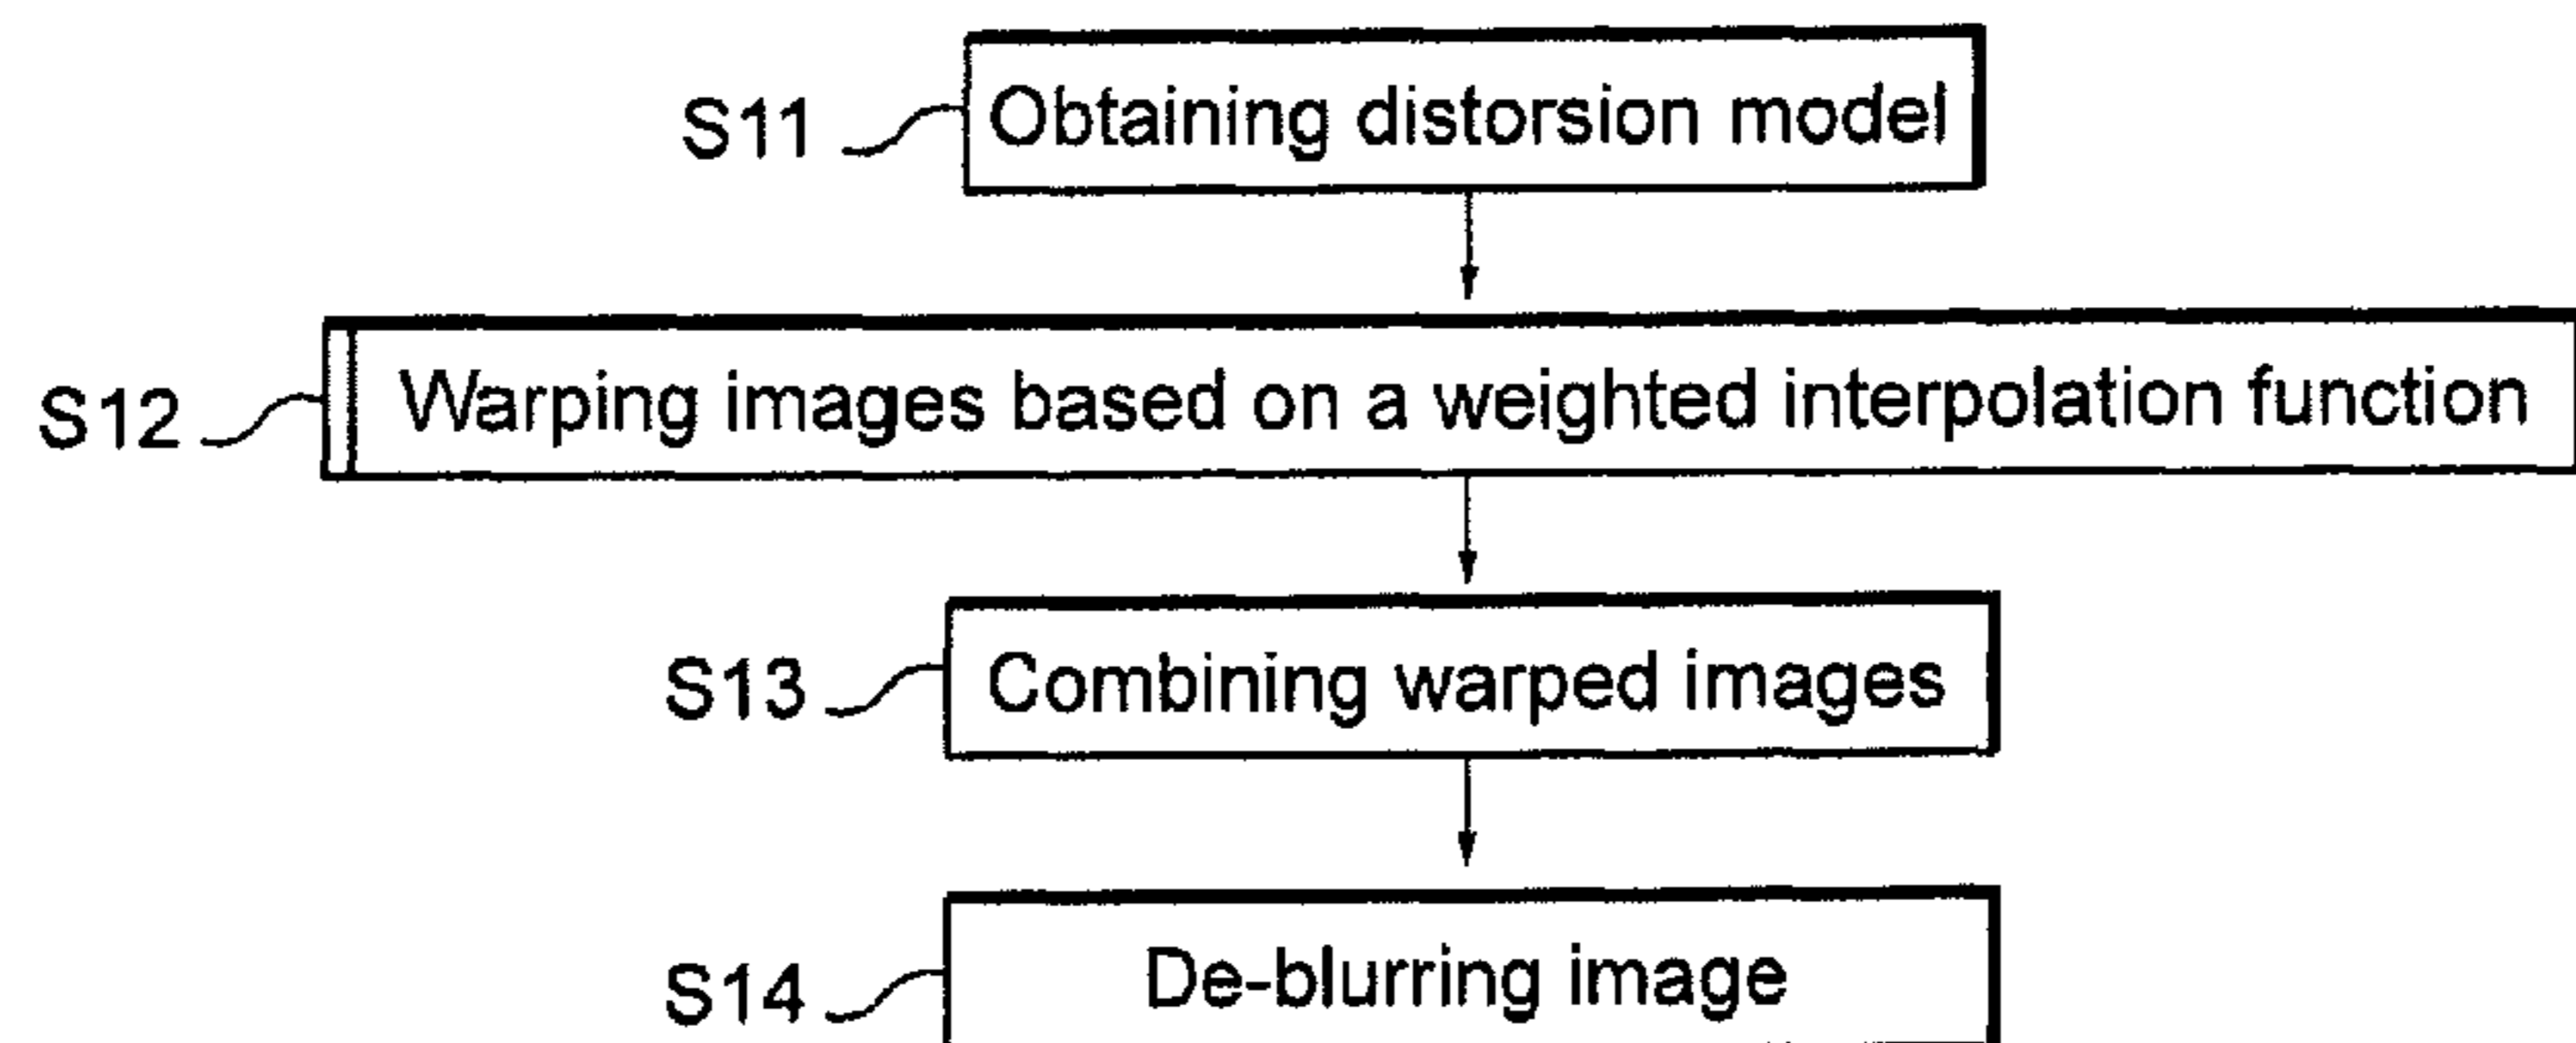 S11 Obtaining distorsion model
S12 Warping images based on a weighted interpolation function
S13 Combining warped images
S14 De-blurring image